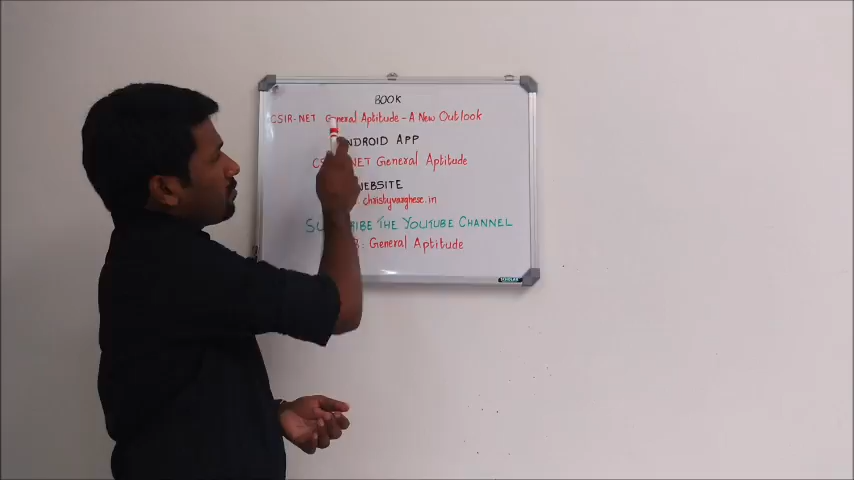 BOOK
CSIR-NET General Aptitude - A New Outlook
ANDROID APP
NET General Aptitude
WEBSITE
christyvarghese.in
THE YOUTUBE CHANNEL
: General Aptitude
SCHOLAR